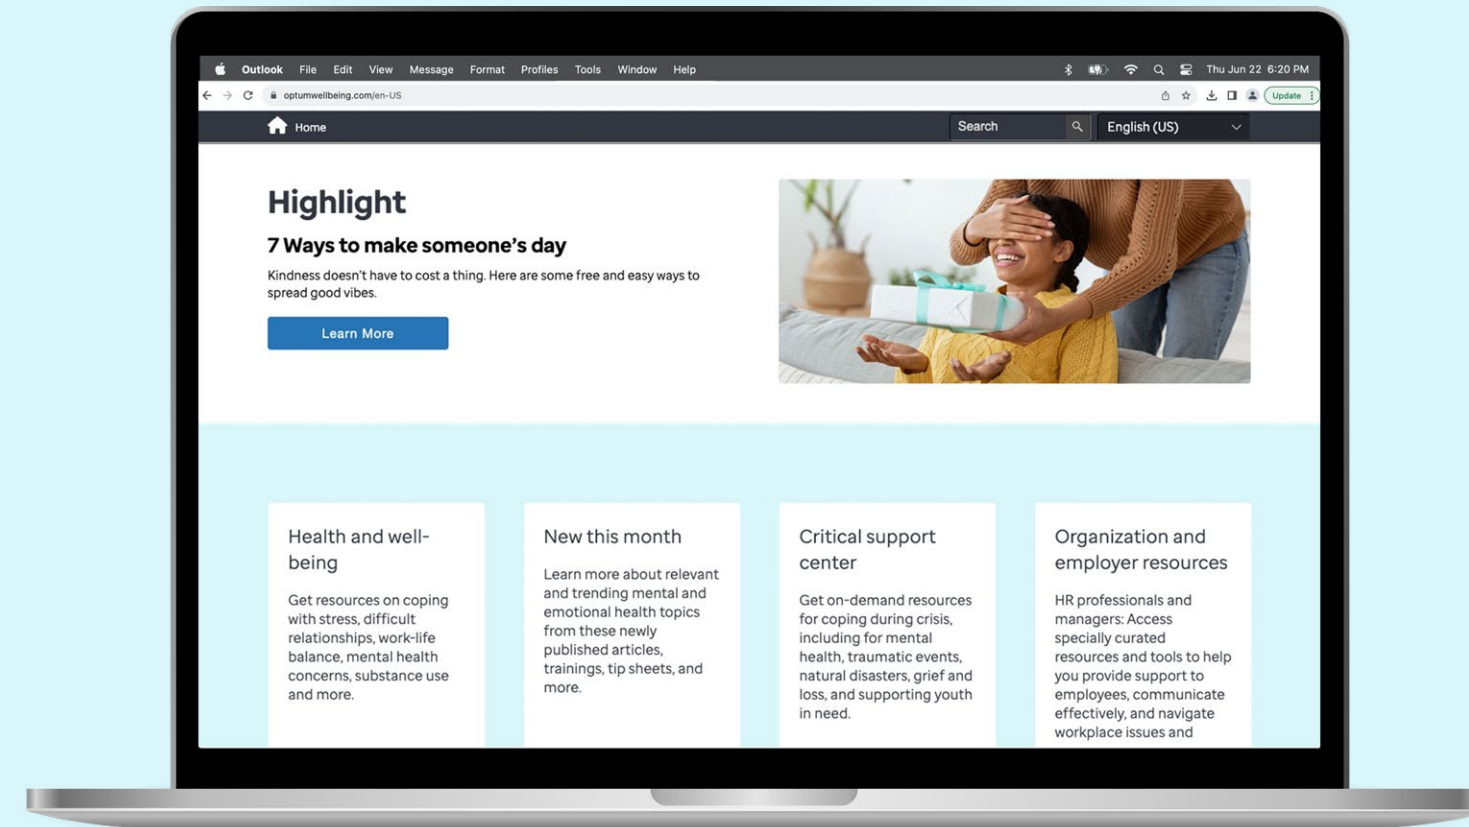 Outlook File Edit View Message Format Profiles Tools Window Help
Thu Jun 22 6:20 PM
optumwellbeing.com/en-US
Update
Home
Search
English (US)
Highlight
7 Ways to make someone's day
Kindness doesn't have to cost a thing. Here are some free and easy ways to
spread good vibes.
Learn More
Health and well-
being
Get resources on coping
with stress, difficult
relationships, work-life
balance, mental health
concerns, substance use
and more.
New this month
Learn more about relevant
and trending mental and
emotional health topics
from these newly
published articles,
trainings, tip sheets, and
more.
Critical support
center
Get on-demand resources
for coping during crisis,
including for mental
health, traumatic events,
natural disasters, grief and
loss, and supporting youth
in need.
Organization and
employer resources
HR professionals and
managers: Access
specially curated
resources and tools to help
you provide support to
employees, communicate
effectively, and navigate
workplace issues and